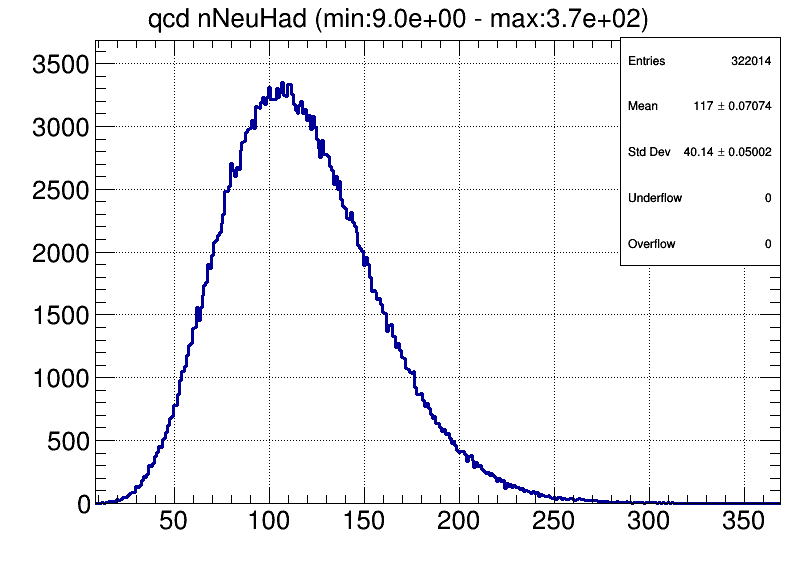 qcd nNeuHad (min:9.0e+00 - max:3.7e+02)
Entries 322014
Mean 117 ± 0.07074
Std Dev 40.14 ± 0.05002
Underflow 0
Overflow 0
3500
3000
2500
2000
1500
1000
500
0
50 100 150 200 250 300 350